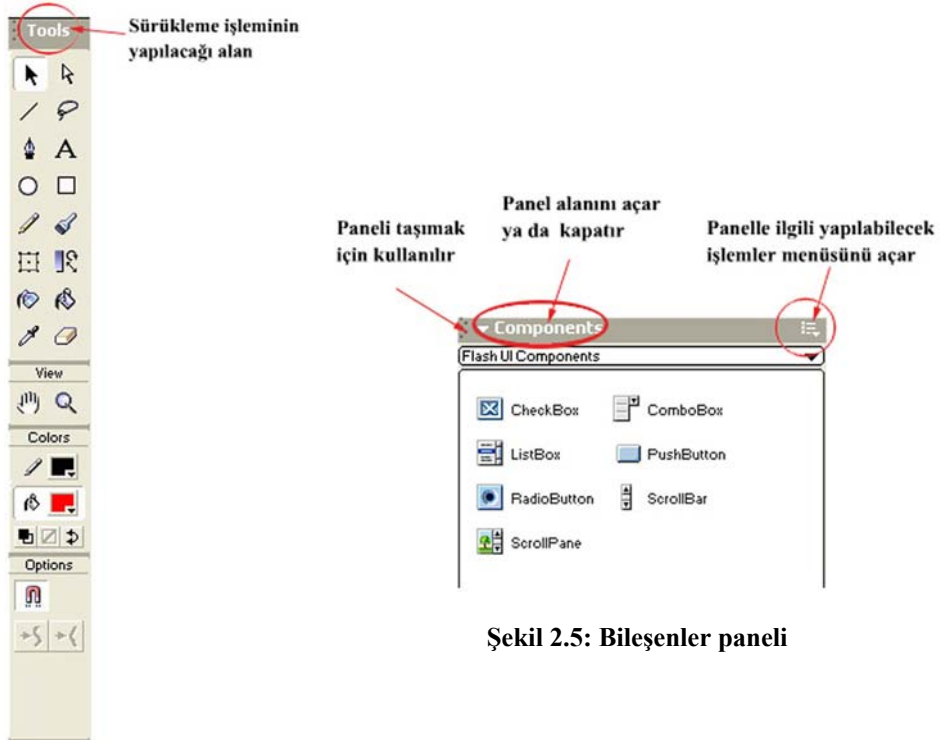 Tools
Sürükleme işleminin
yapılacağı alan
A
View
Colors
Options
Paneli taşımak
için kullanılır
Panel alanını açar
ya da kapatır
Panelle ilgili yapılabilecek
işlemler menüsünü açar
Components
Flash UI Components
CheckBox
ComboBox
ListBox
PushButton
RadioButton
ScrollBar
ScrollPane
Şekil 2.5: Bileşenler paneli